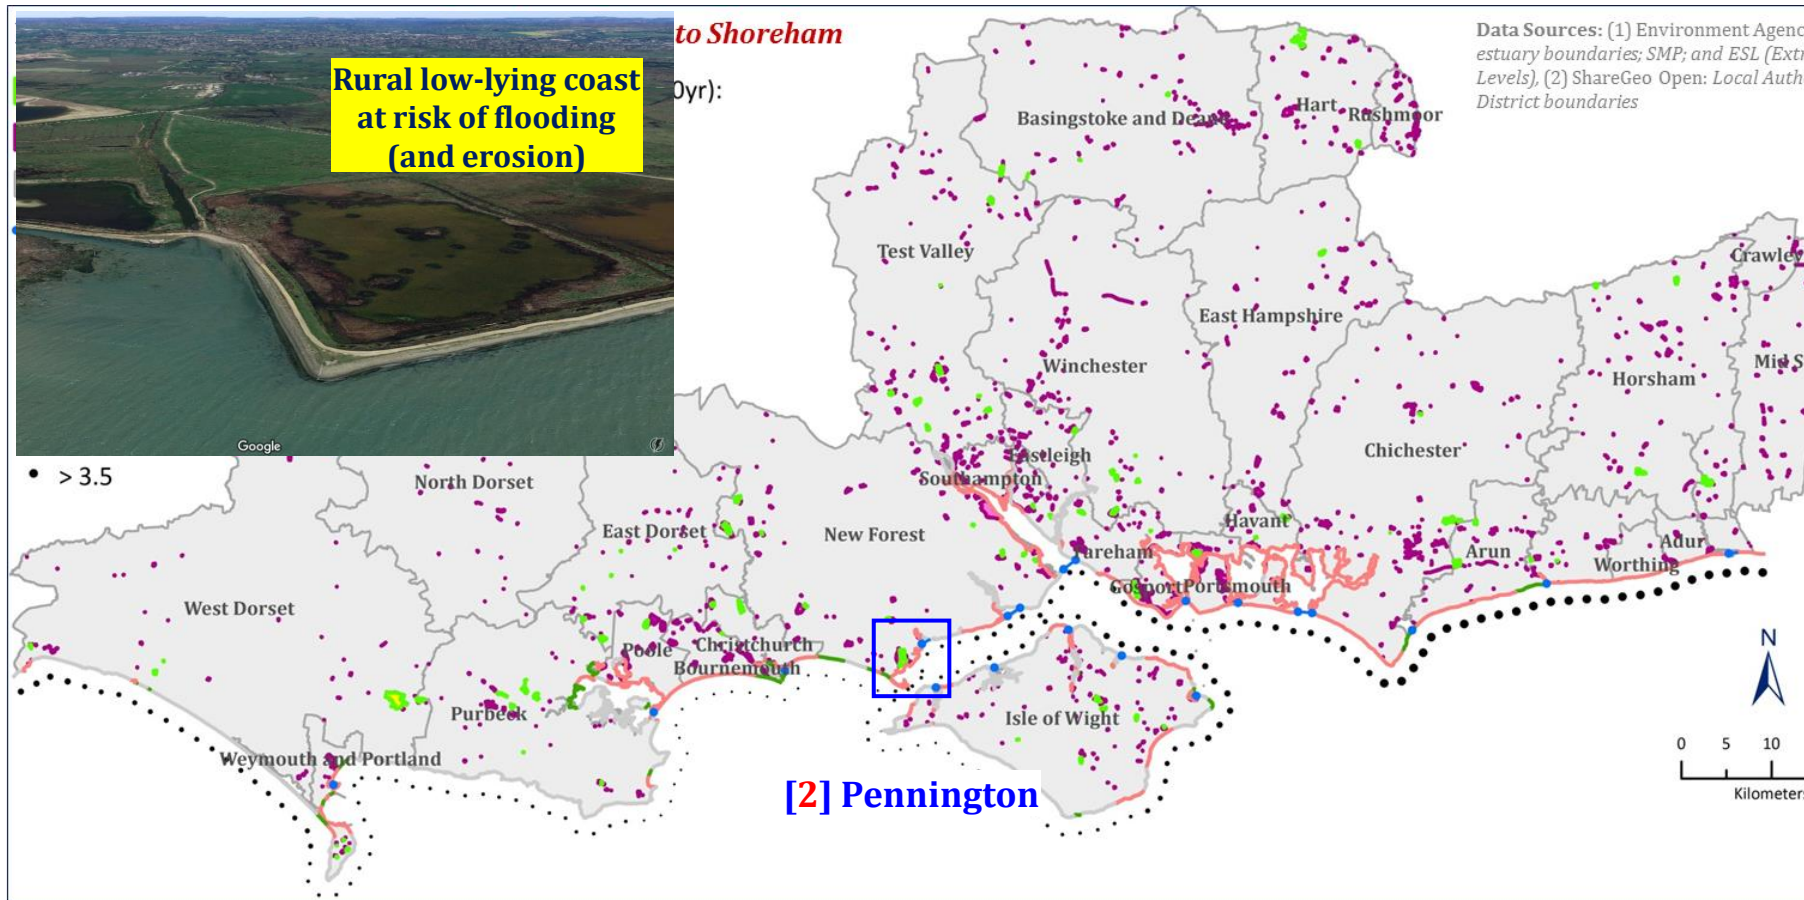 to Shoreham
0yr):
Rural low-lying coast
at risk of flooding
(and erosion)
Google
> 3.5
Data Sources: (1) Environment Agenc
estuary boundaries; SMP; and ESL (Extr
Levels), (2) ShareGeo Open: Local Autho
District boundaries
Basingstoke and Deane
Hart
Rushmoor
Test Valley
Crawley
East Hampshire
Winchester
Horsham
Mid S
Eastleigh
Chichester
Southampton
North Dorset
Havant
East Dorset
New Forest
Fareham
Arun
Adur
Worthing
Gosport
Portsmouth
West Dorset
Christchurch
Poole
Bournemouth
Purbeck
Isle of Wight
Weymouth and Portland
[2] Pennington
N
0 5 10
Kilometers